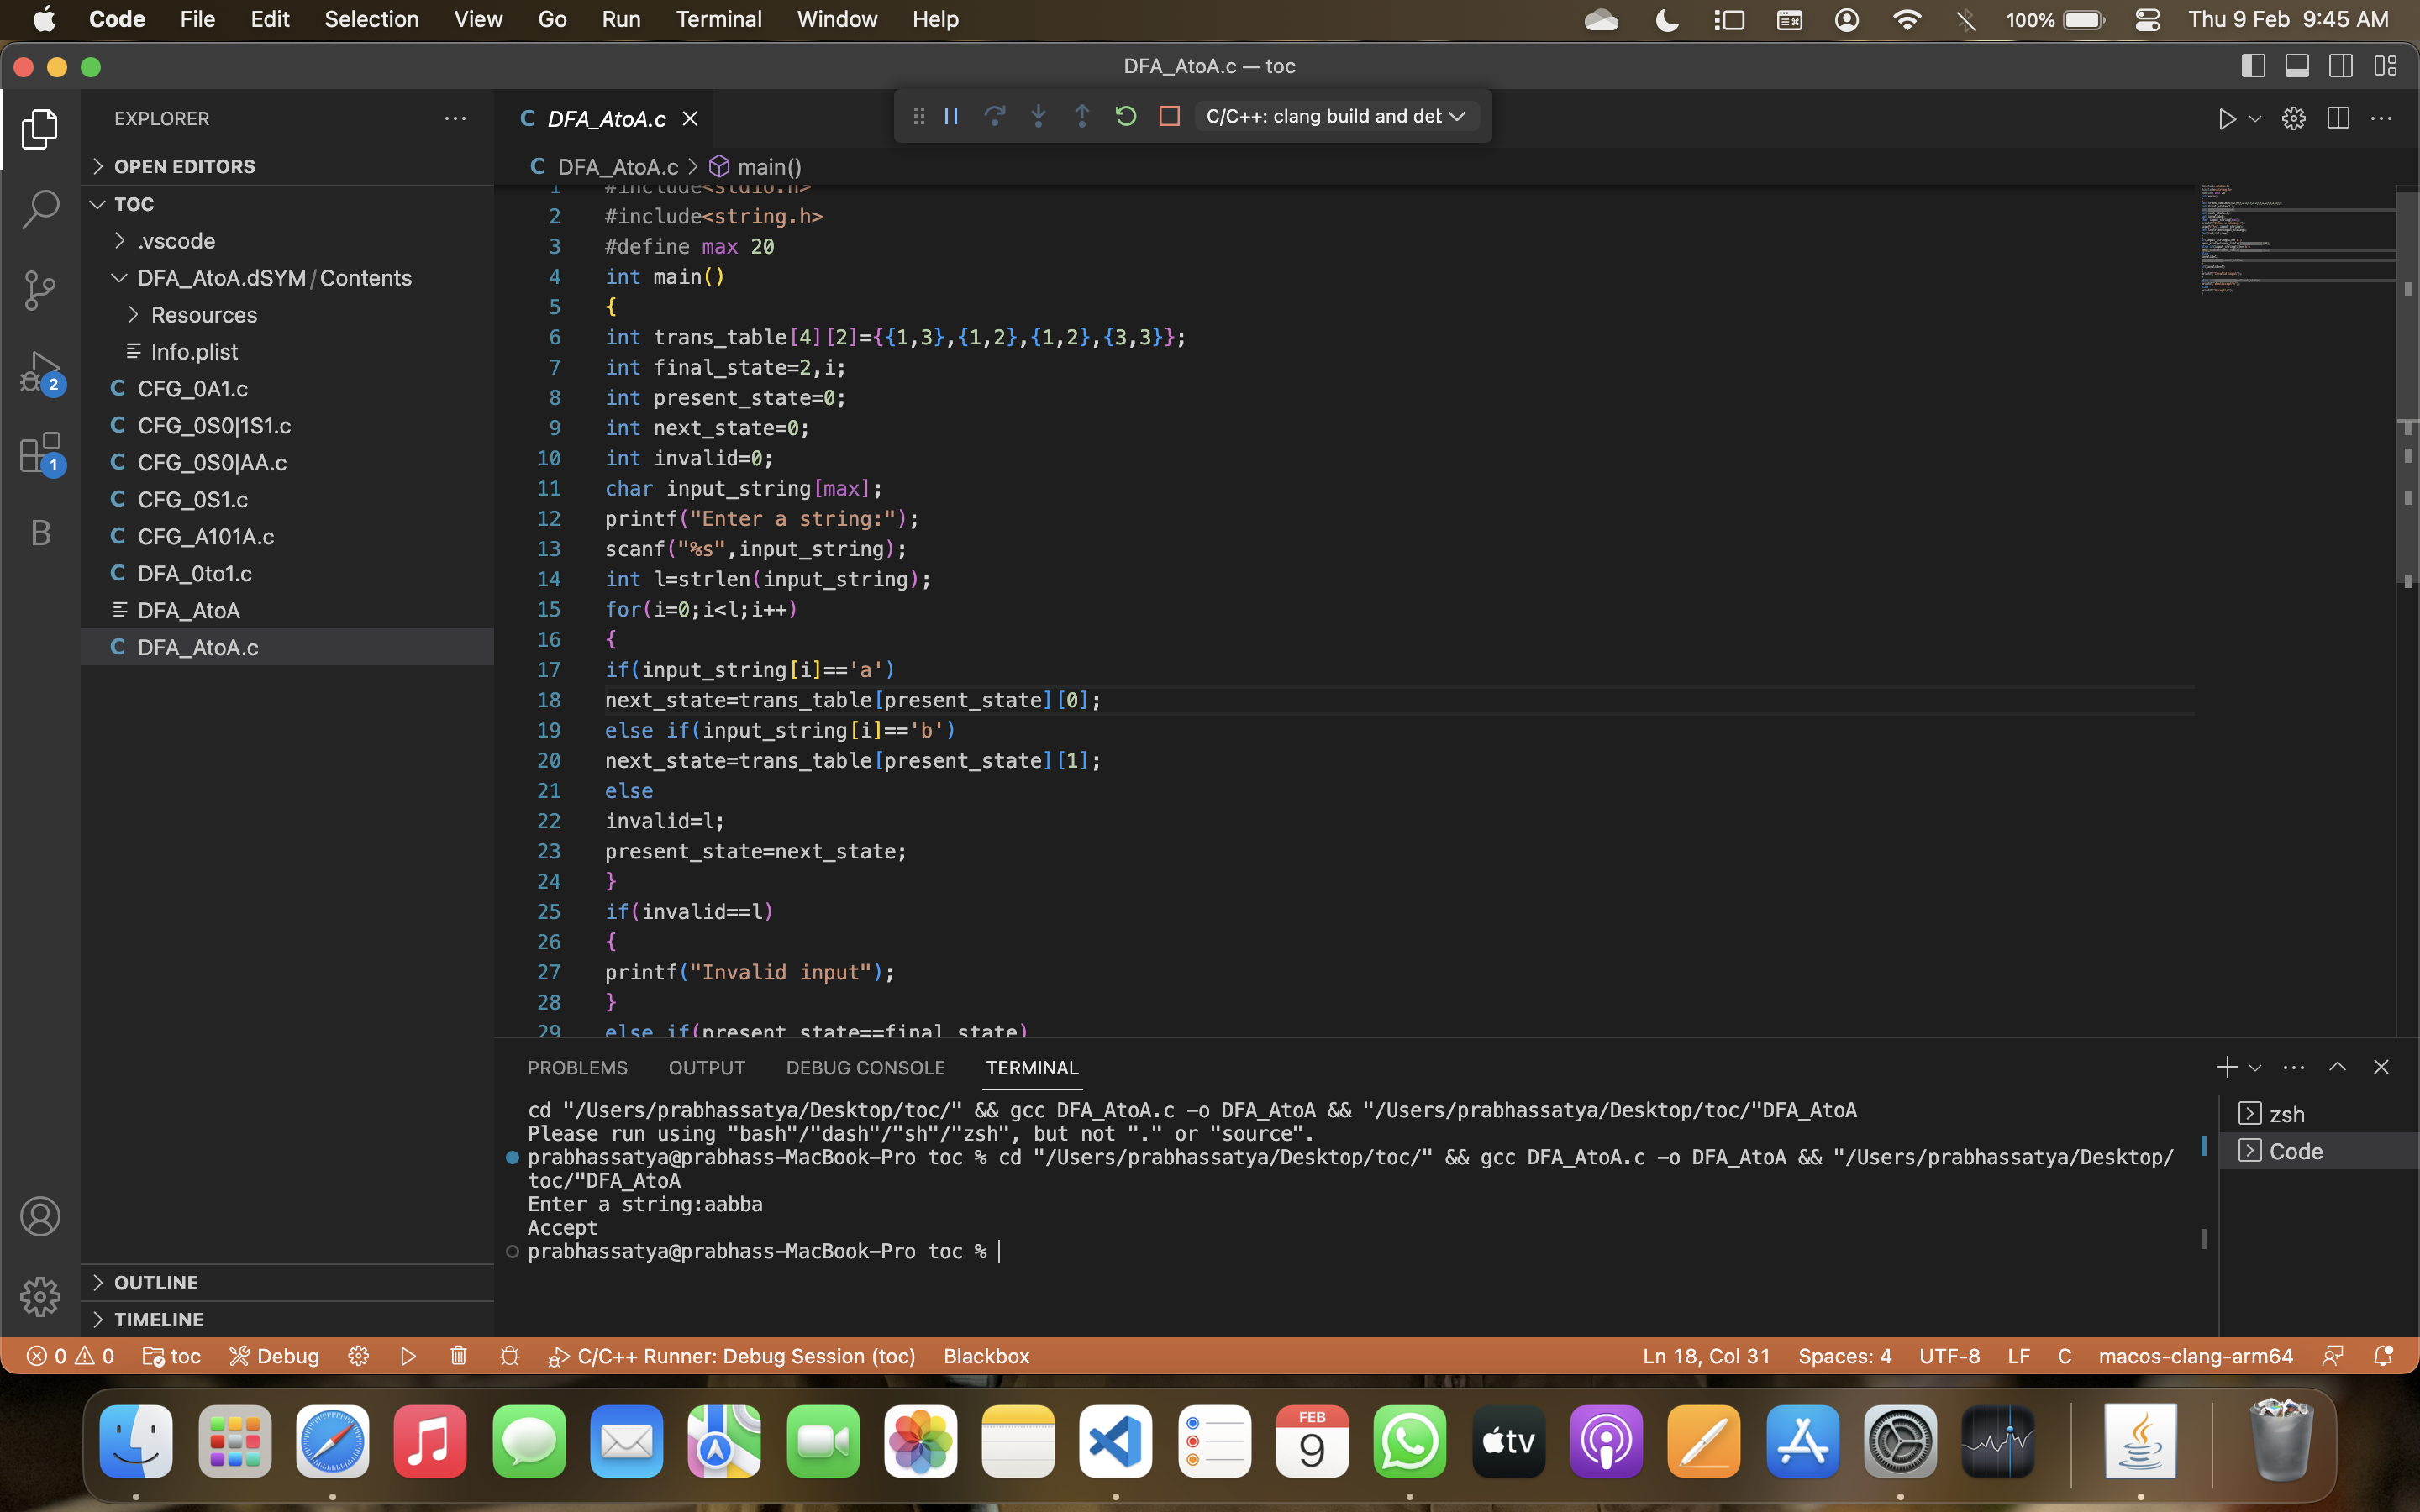 Code File Edit Selection View Go Run Terminal Window Help 100% Thu 9 Feb 9:45 AM
DFA_AtoA.c — toc
EXPLORER
OPEN EDITORS
TOC
.vscode
DFA_AtoA.dSYM/Contents
Resources
Info.plist
C CFG_0A1.c
C CFG_0S0|1S1.c
C CFG_0S0|AA.c
C CFG_0S1.c
C CFG_A101A.c
C DFA_0to1.c
DFA_AtoA
C DFA_AtoA.c
OUTLINE
TIMELINE
2
1
B
C DFA_AtoA.c
C/C++: clang build and det
C DFA_AtoA.c > main()
1 #include<stdio.h>
2 #include<string.h>
3 #define max 20
4 int main()
5 {
6 int trans_table[4][2]={{1,3},{1,2},{1,2},{3,3}};
7 int final_state=2,i;
8 int present_state=0;
9 int next_state=0;
10 int invalid=0;
11 char input_string[max];
12 printf("Enter a string:");
13 scanf("%s",input_string);
14 int l=strlen(input_string);
15 for(i=0;i<l;i++)
16 {
17 if(input_string[i]=='a')
18 next_state=trans_table[present_state][0];
19 else if(input_string[i]=='b')
20 next_state=trans_table[present_state][1];
21 else
22 invalid=l;
23 present_state=next_state;
24 }
25 if(invalid==l)
26 {
27 printf("Invalid input");
28 }
29 else if(present_state==final_state)
PROBLEMS OUTPUT DEBUG CONSOLE TERMINAL
cd "/Users/prabhassatya/Desktop/toc/" && gcc DFA_AtoA.c -o DFA_AtoA && "/Users/prabhassatya/Desktop/toc/"DFA_AtoA
Please run using "bash"/"dash"/"sh"/"zsh", but not "." or "source".
prabhassatya@prabhass-MacBook-Pro toc % cd "/Users/prabhassatya/Desktop/toc/" && gcc DFA_AtoA.c -o DFA_AtoA && "/Users/prabhassatya/Desktop/
toc/"DFA_AtoA
Enter a string:aabba
Accept
prabhassatya@prabhass-MacBook-Pro toc %
zsh
Code
0 0 toc Debug C/C++ Runner: Debug Session (toc) Blackbox Ln 18, Col 31 Spaces: 4 UTF-8 LF C macos-clang-arm64
FEB
9
tv